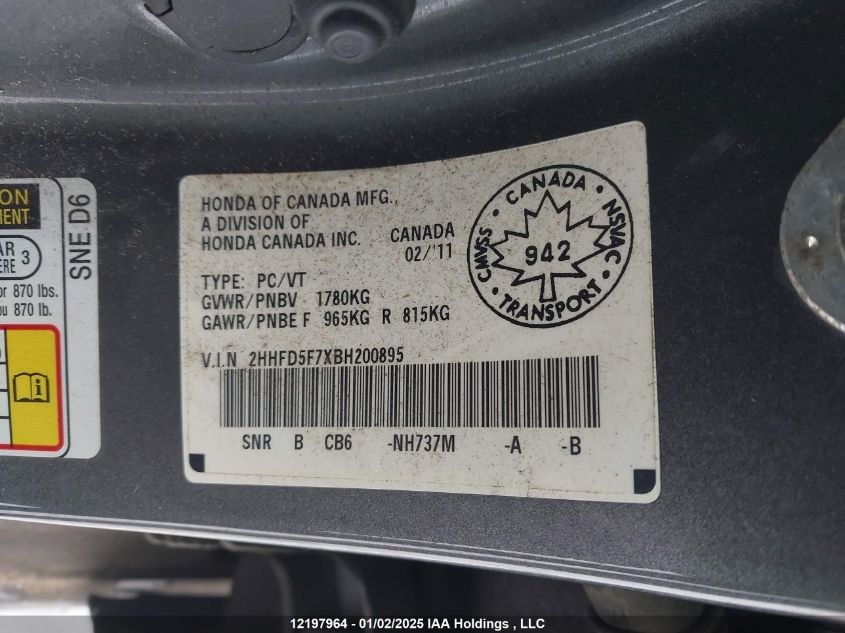 ON
MENT
AR
ERE 3
or 870 lbs.
ou 870 lb.
SNE D6
HONDA OF CANADA MFG.,
A DIVISION OF
HONDA CANADA INC.
CANADA
02/'11
TYPE: PC/VT
GVWR/PNBV 1780KG
GAWR/PNBE F 965KG R 815KG
V.I.N 2HHFD5F7XBH200895
SNR B CB6 -NH737M -A -B
CMVSS • CANADA • NSVAC • TRANSPORT •
942
12197964 - 01/02/2025 IAA Holdings , LLC